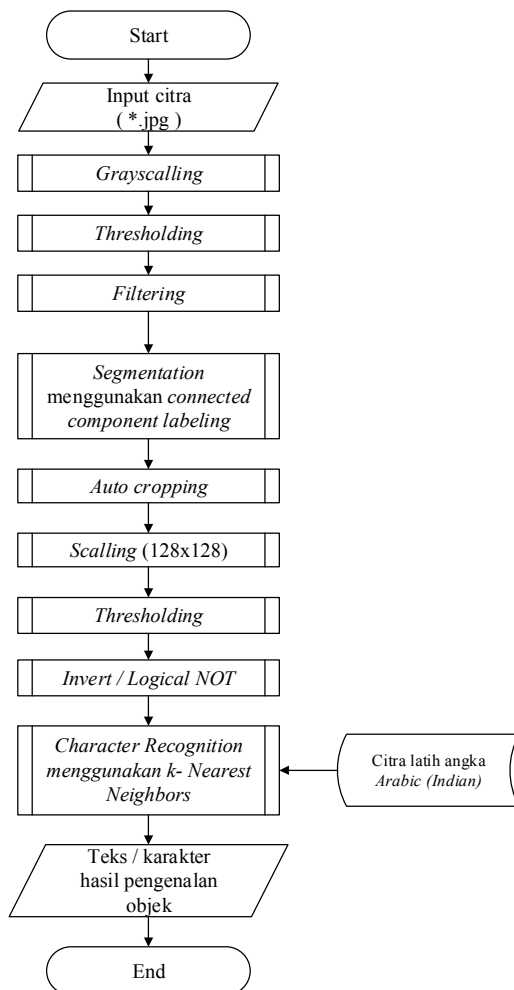 Start
Input citra
( *.jpg )
Grayscalling
Thresholding
Filtering
Segmentation
menggunakan connected
component labeling
Auto cropping
Scalling (128x128)
Thresholding
Invert / Logical NOT
Character Recognition
menggunakan k- Nearest
Neighbors
Citra latih angka
Arabic (Indian)
Teks / karakter
hasil pengenalan
objek
End